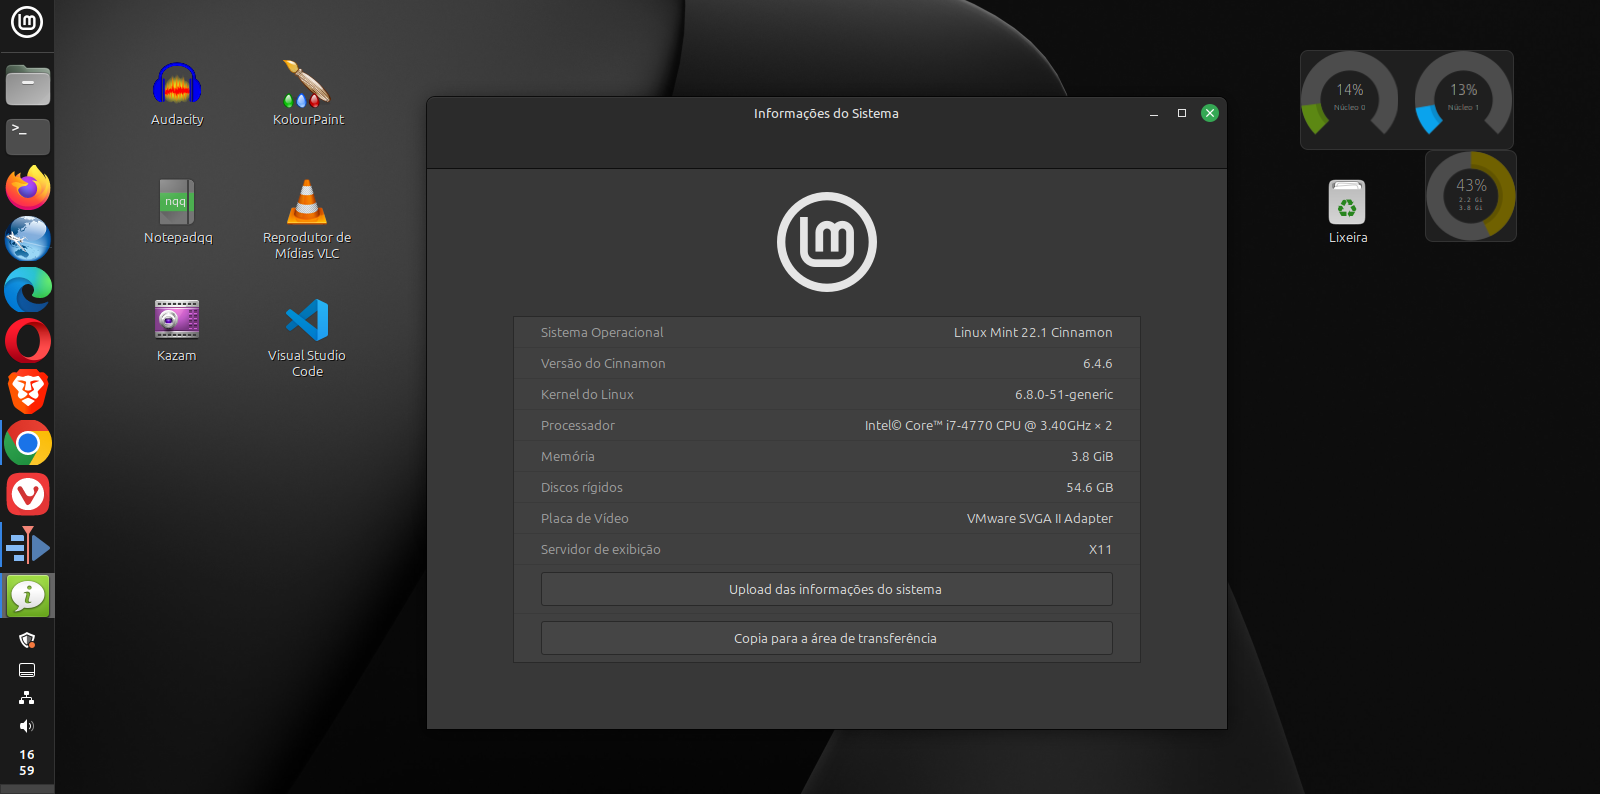 Informações do Sistema
Sistema Operacional Linux Mint 22.1 Cinnamon
Versão do Cinnamon 6.4.6
Kernel do Linux 6.8.0-51-generic
Processador Intel© Core™ i7-4770 CPU @ 3.40GHz × 2
Memória 3.8 GiB
Discos rígidos 54.6 GB
Placa de Vídeo VMware SVGA II Adapter
Servidor de exibição X11
Upload das informações do sistema
Copia para a área de transferência
Audacity
KolourPaint
nqq
Notepadqq
Reprodutor de
Mídias VLC
Kazam
Visual Studio
Code
14%
Núcleo 0
13%
Núcleo 1
43%
2.2 Gi
3.8 Gi
Lixeira
>_
16
59